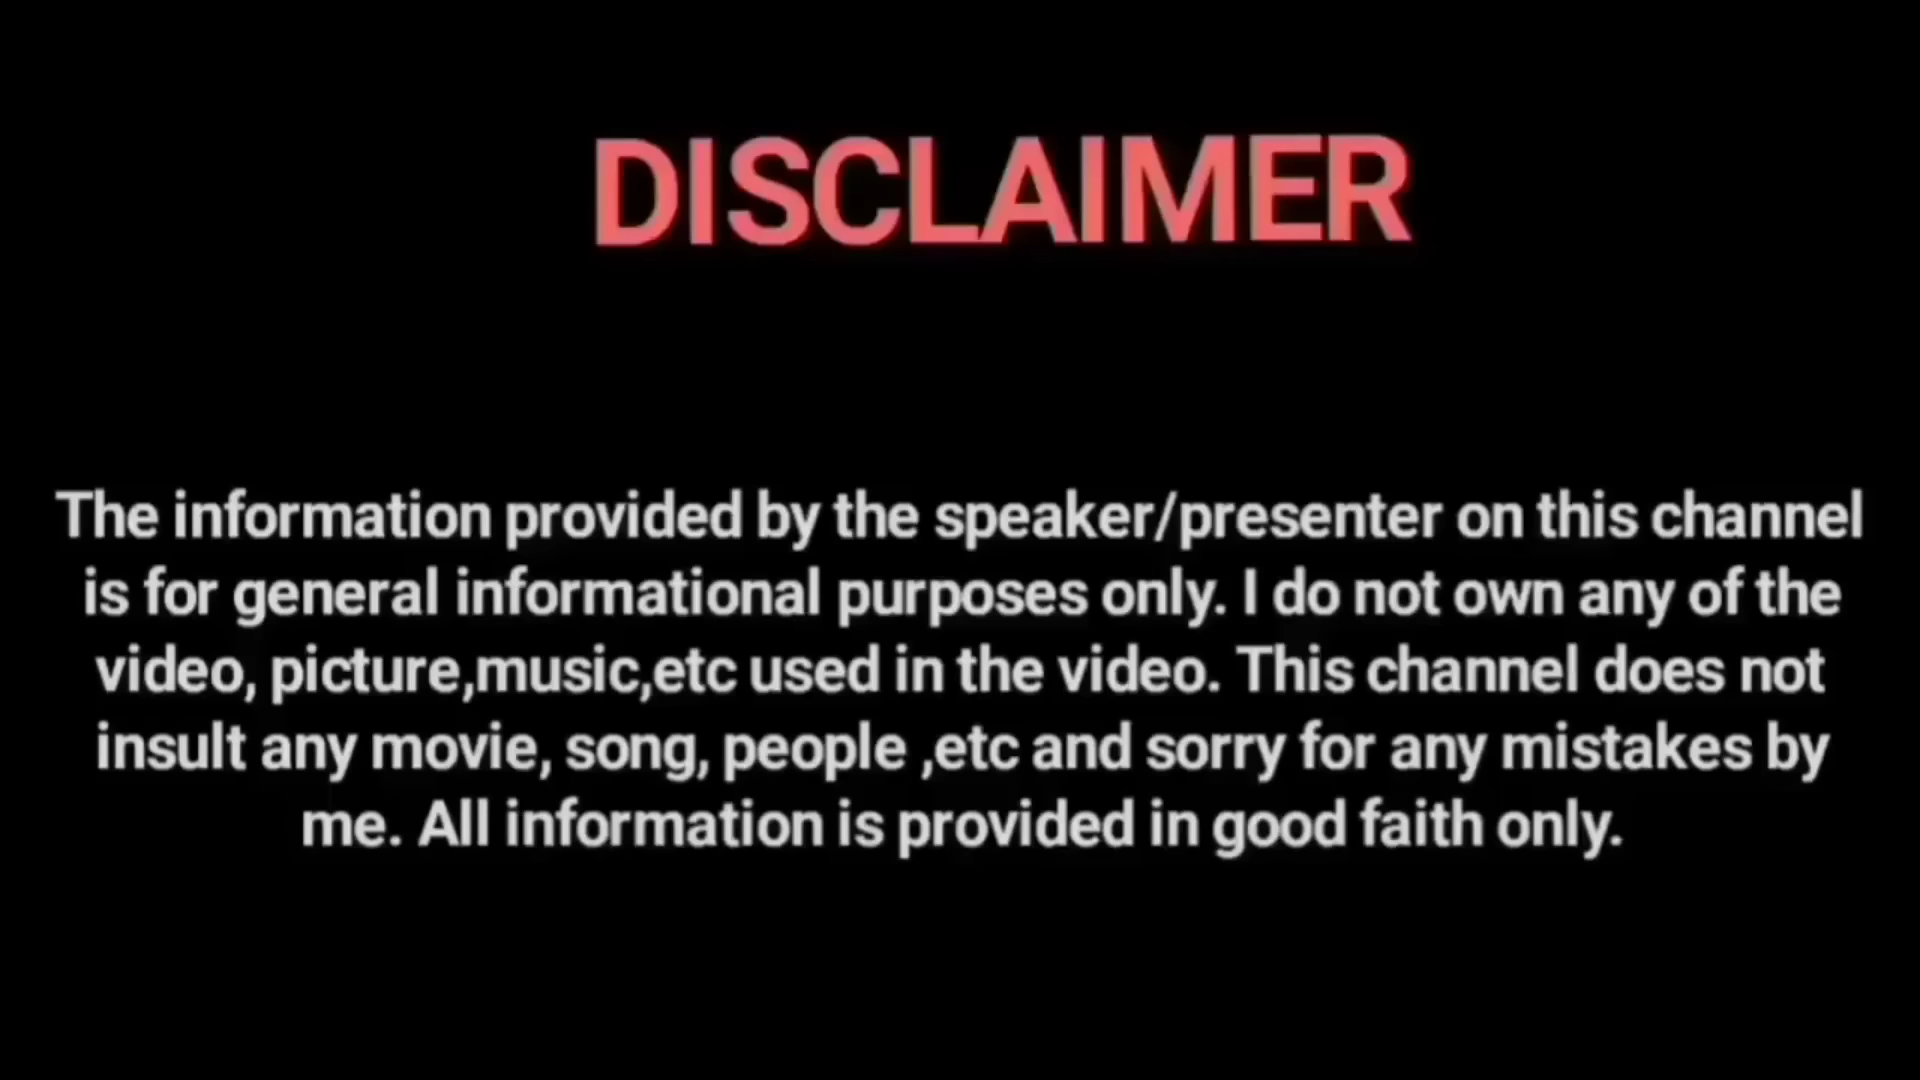 DISCLAIMER
The information provided by the speaker/presenter on this channel
is for general informational purposes only. I do not own any of the
video, picture,music,etc used in the video. This channel does not
insult any movie, song, people ,etc and sorry for any mistakes by
me. All information is provided in good faith only.